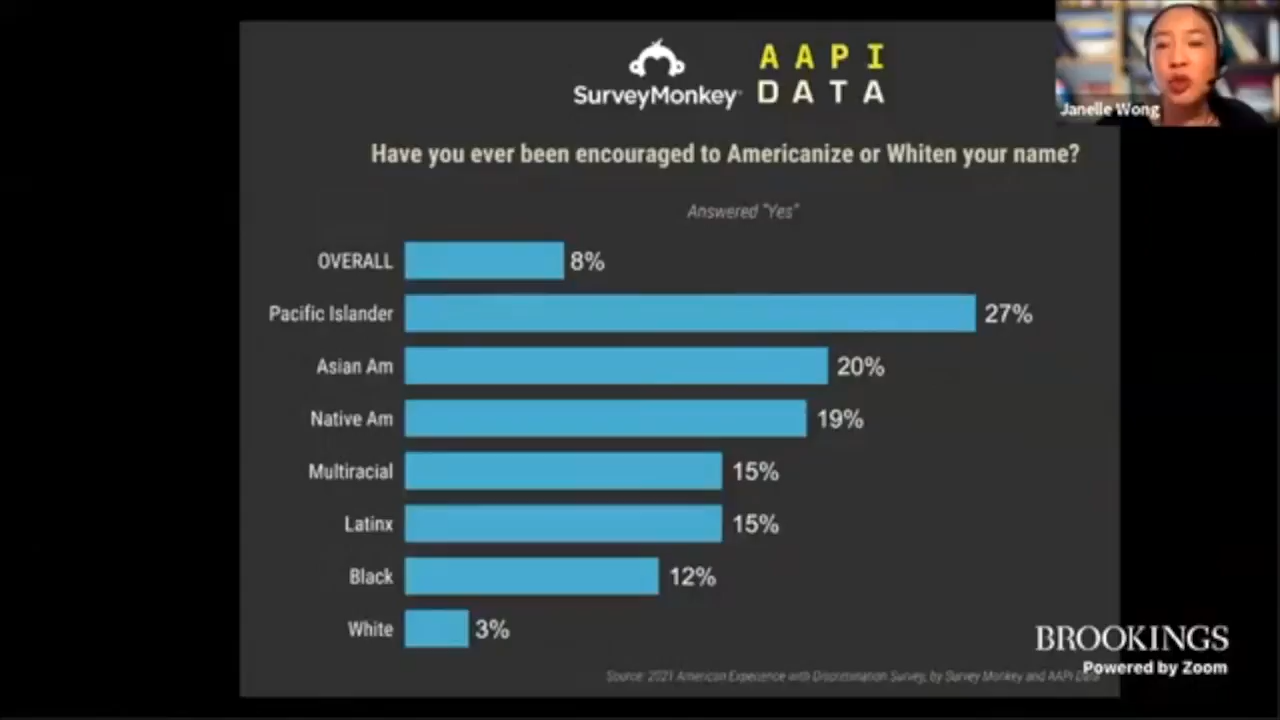 SurveyMonkey
AAPI
DATA
Janelle Wong
Have you ever been encouraged to Americanize or Whiten your name?
Answered "Yes"
OVERALL 8%
Pacific Islander 27%
Asian Am 20%
Native Am 19%
Multiracial 15%
Latinx 15%
Black 12%
White 3%
BROOKINGS
Powered by Zoom
Source: 2021 American Experience with Discrimination Survey, by Survey Monkey and AAPI Data